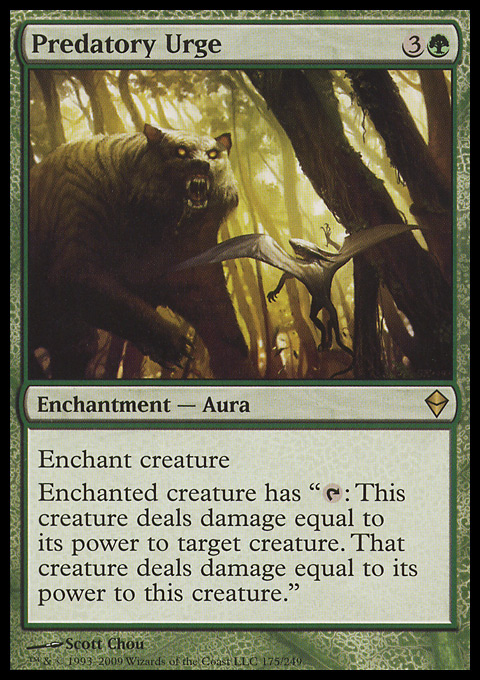 Predatory Urge 3
Enchantment — Aura
Enchant creature
Enchanted creature has “: This
creature deals damage equal to
its power to target creature. That
creature deals damage equal to its
power to this creature.”
Scott Chou
™ & © 1993–2009 Wizards of the Coast LLC 175/249